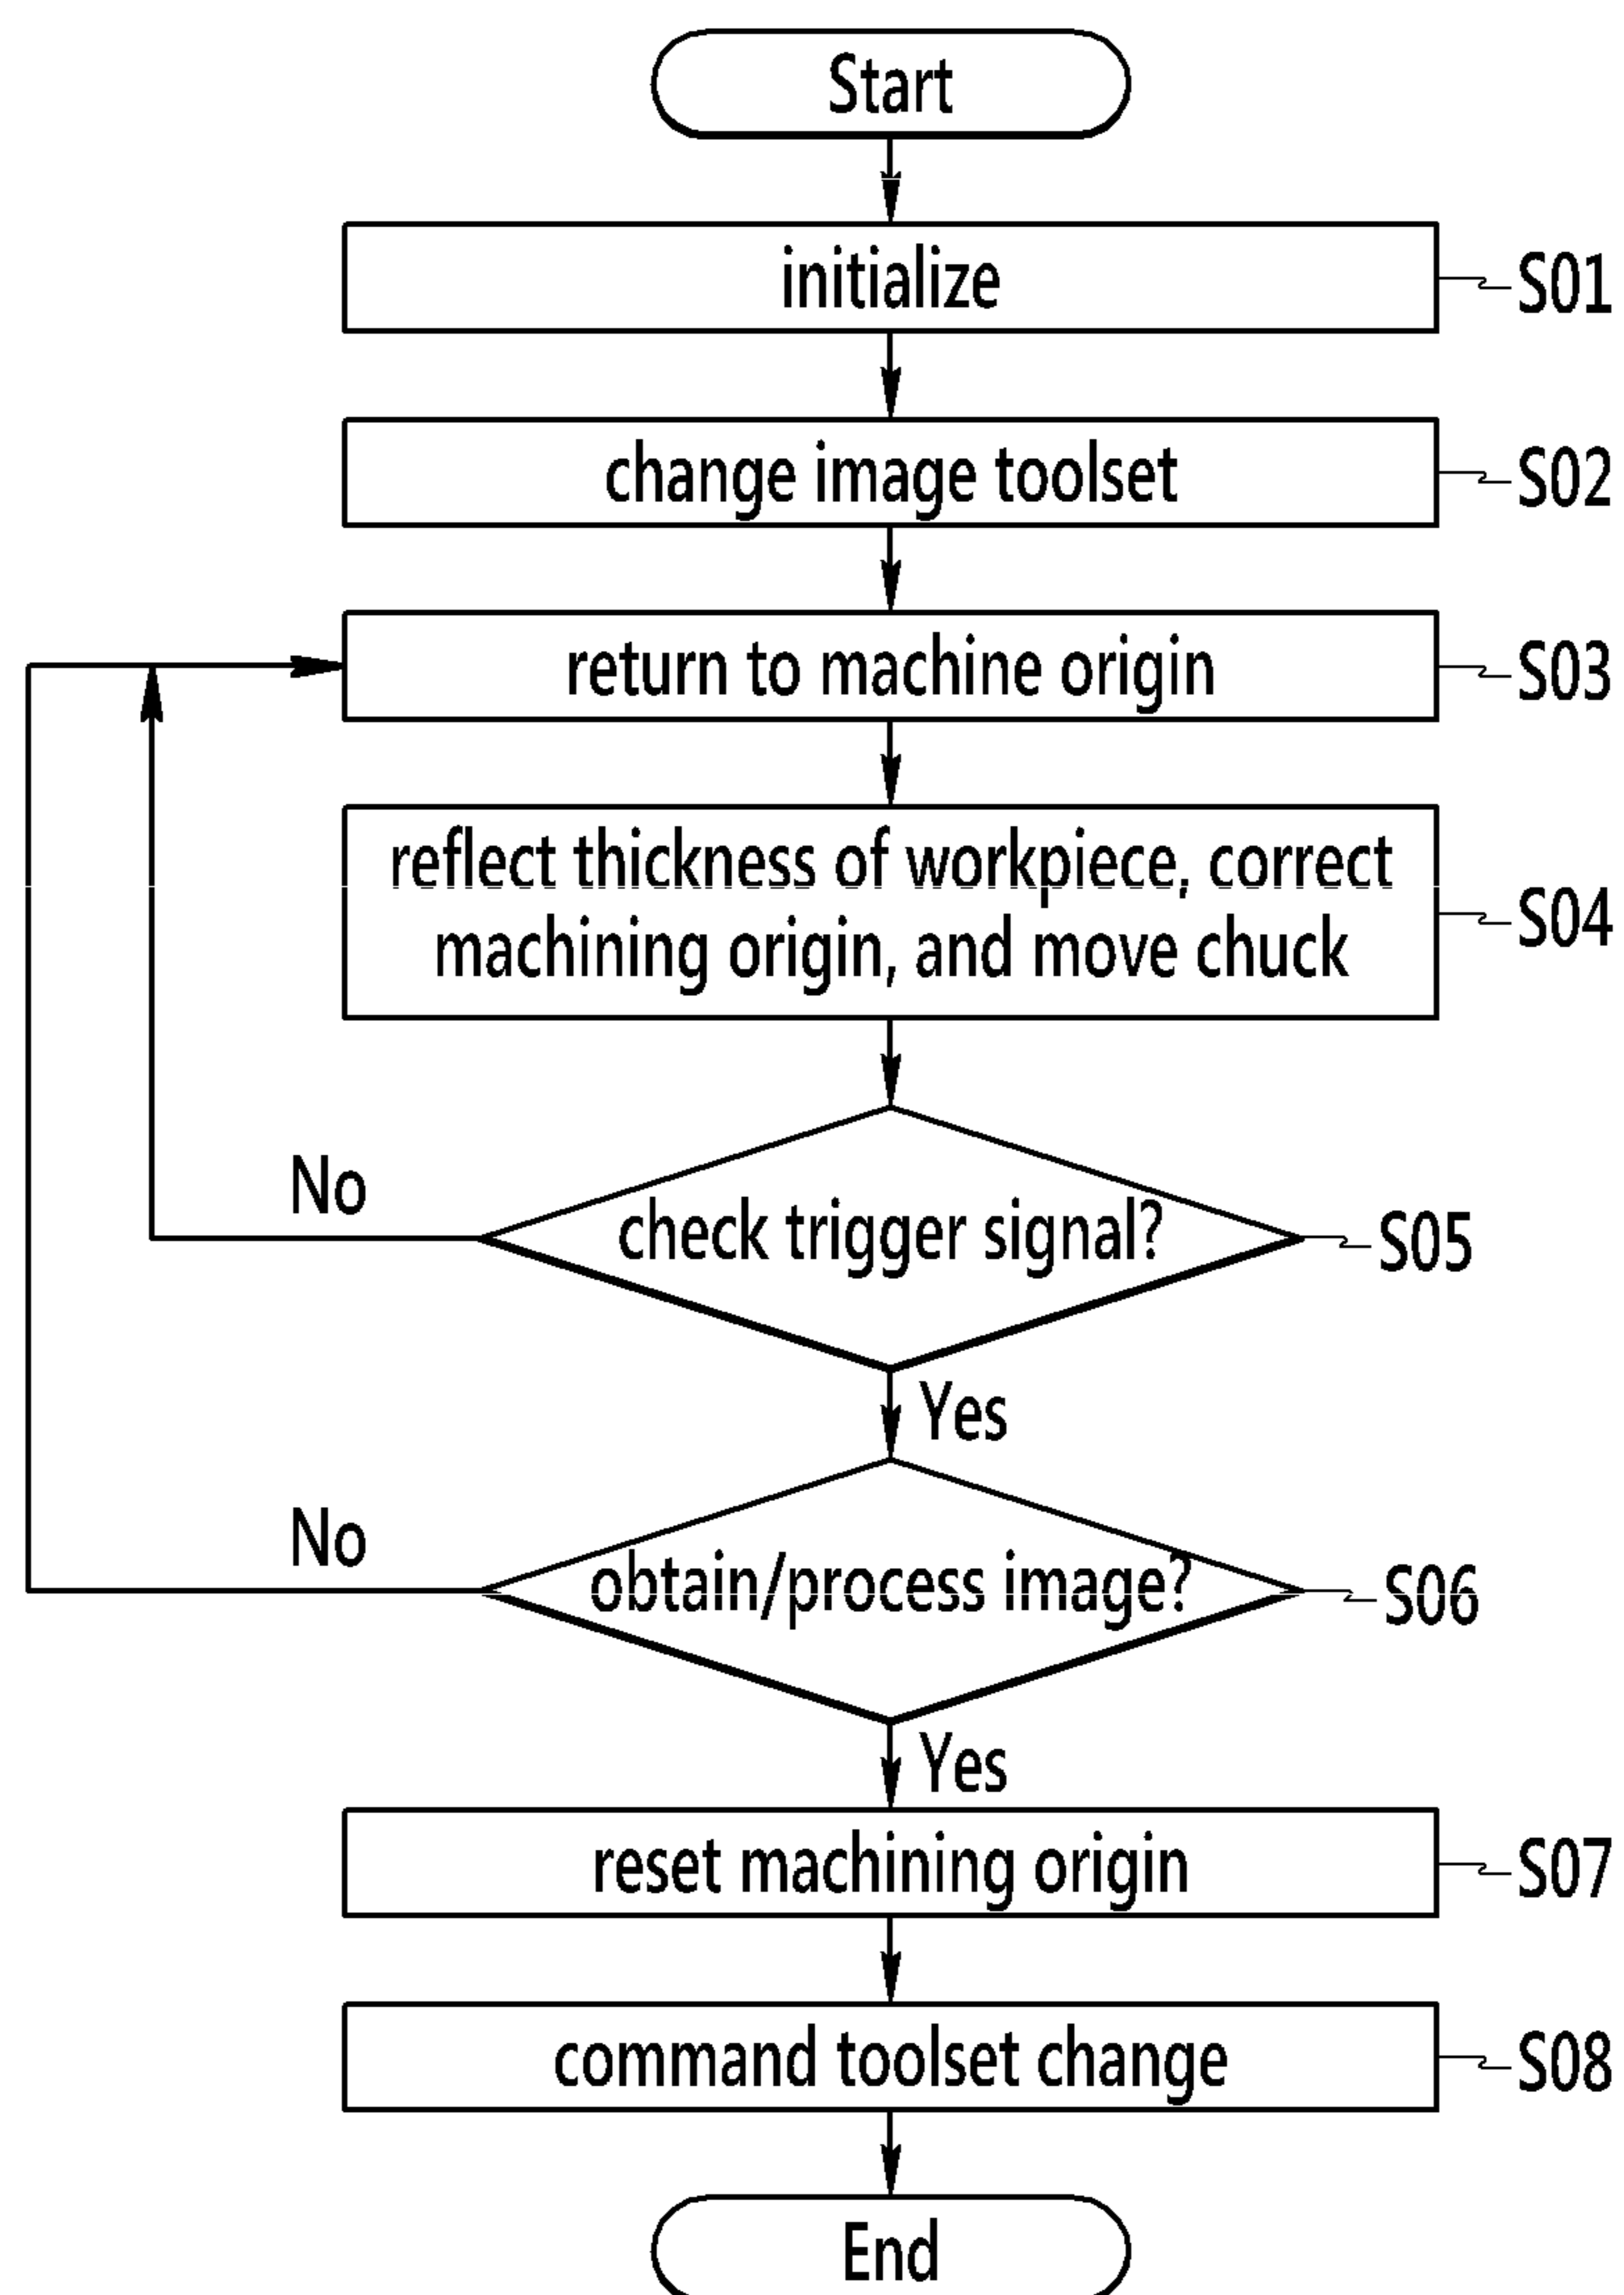 Start
initialize
S01
change image toolset
S02
return to machine origin
S03
reflect thickness of workpiece, correct
machining origin, and move chuck
S04
No
check trigger signal?
S05
Yes
No
obtain/process image?
S06
Yes
reset machining origin
S07
command toolset change
S08
End